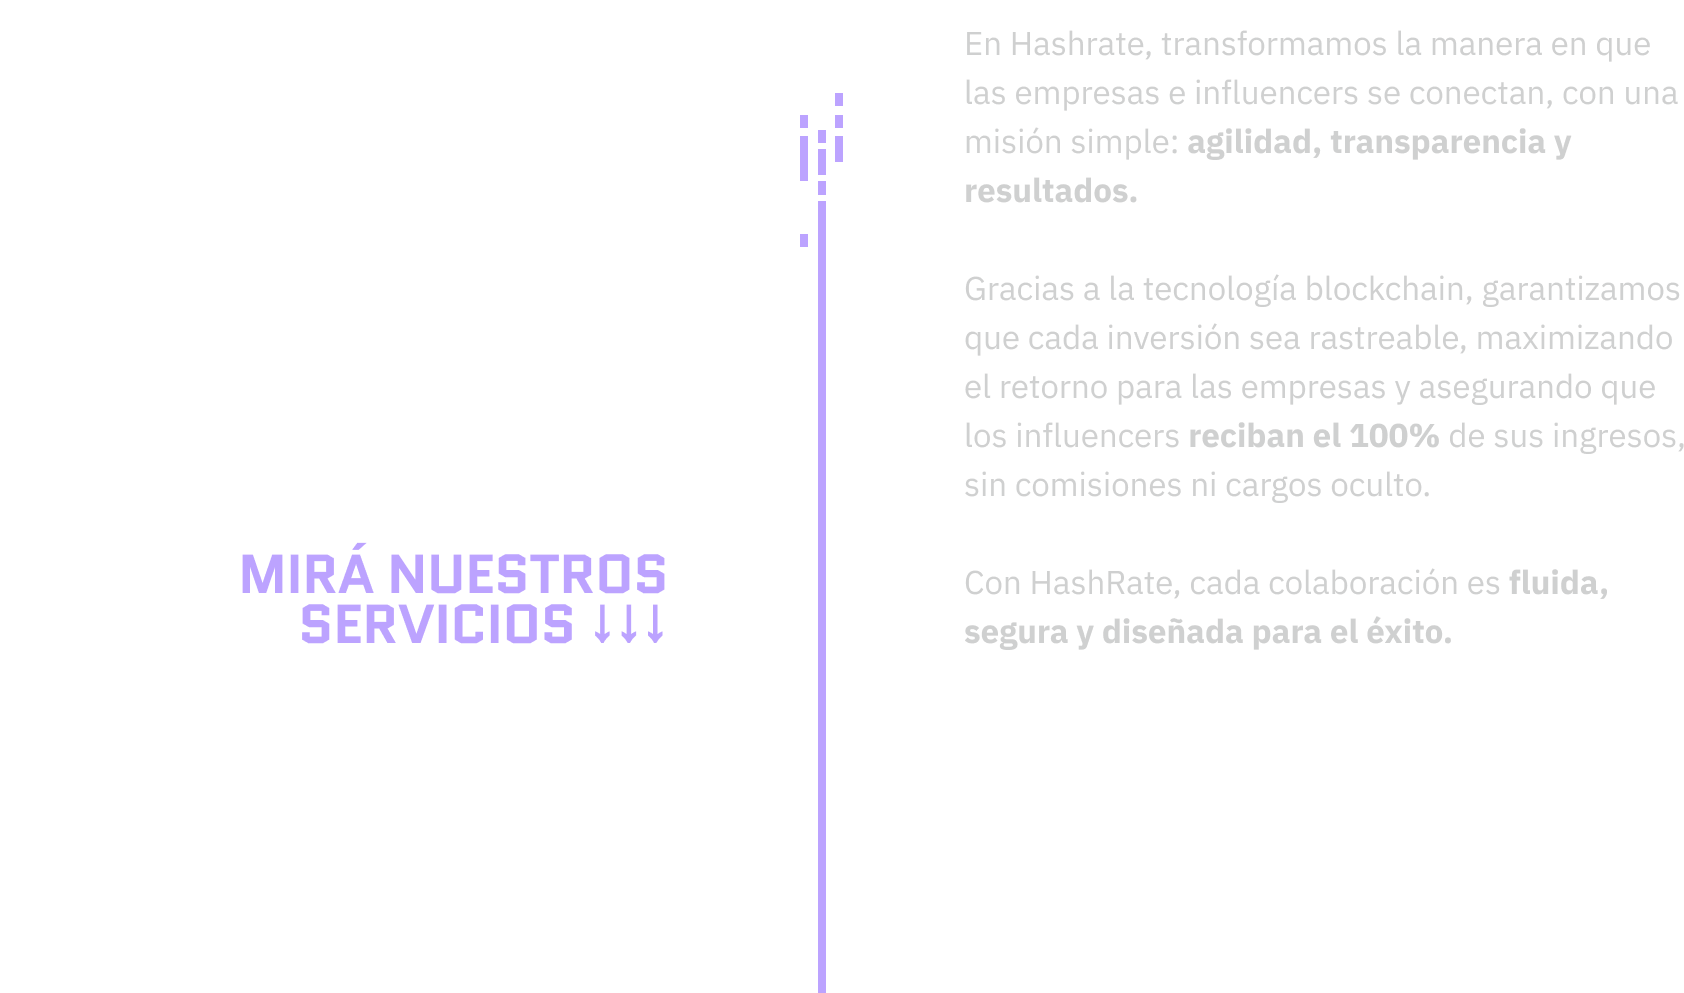 En Hashrate, transformamos la manera en que
las empresas e influencers se conectan, con una
misión simple: agilidad, transparencia y
resultados.
Gracias a la tecnología blockchain, garantizamos
que cada inversión sea rastreable, maximizando
el retorno para las empresas y asegurando que
los influencers reciban el 100% de sus ingresos,
sin comisiones ni cargos oculto.
Con HashRate, cada colaboración es fluida,
segura y diseñada para el éxito.
MIRÁ NUESTROS
SERVICIOS ↓↓↓